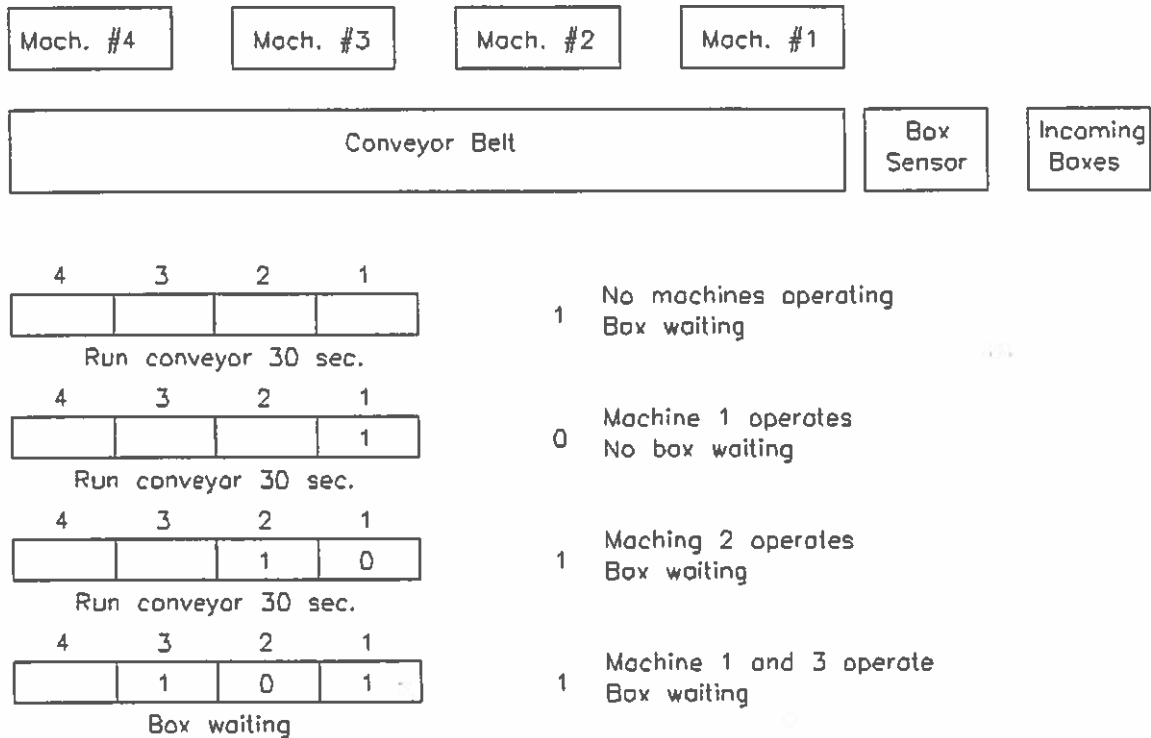 Mach. #4 Mach. #3 Mach. #2 Mach. #1
Conveyor Belt
Box
Sensor
Incoming
Boxes
4 3 2 1
1
No machines operating
Box waiting
Run conveyor 30 sec.
4 3 2 1
1
0
Machine 1 operates
No box waiting
Run conveyor 30 sec.
4 3 2 1
1 0
1
Maching 2 operates
Box waiting
Run conveyor 30 sec.
4 3 2 1
1 0 1
1
Machine 1 and 3 operate
Box waiting
Box waiting